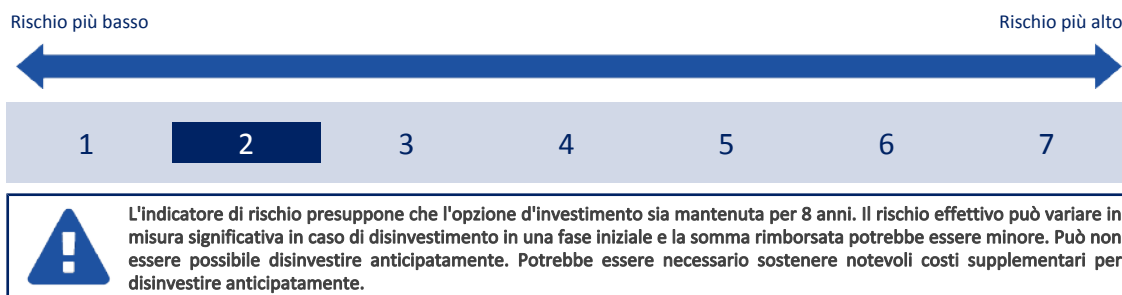 Rischio più basso Rischio più alto
1 2 3 4 5 6 7
L'indicatore di rischio presuppone che l'opzione d'investimento sia mantenuta per 8 anni. Il rischio effettivo può variare in
misura significativa in caso di disinvestimento in una fase iniziale e la somma rimborsata potrebbe essere minore. Può non
essere possibile disinvestire anticipatamente. Potrebbe essere necessario sostenere notevoli costi supplementari per
disinvestire anticipatamente.